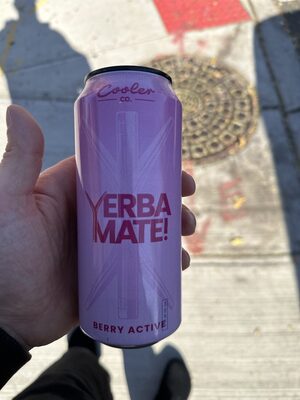 Cooler
CO.
YERBA
MATE!
BERRY ACTIVE